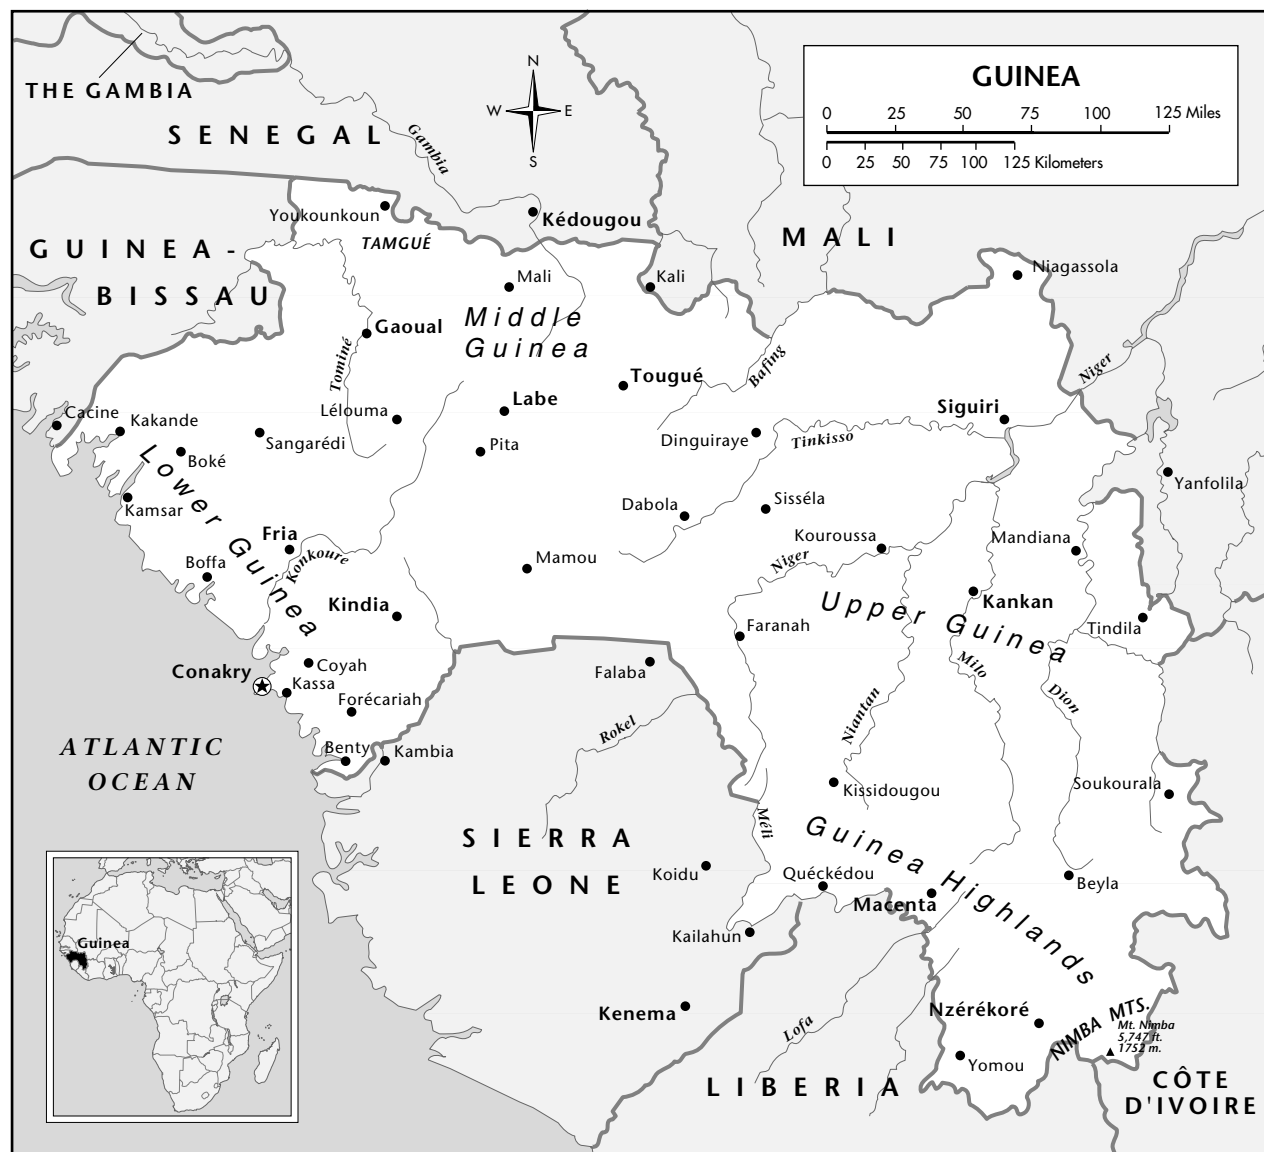 GUINEA
0 25 50 75 100 125 Miles
0 25 50 75 100 125 Kilometers
N
W E
S
THE GAMBIA
SENEGAL
Gambia
Youkounkoun
Kédougou
TAMGUÉ
MALI
GUINEA-
BISSAU
Mali
Kali
Niagassola
Gaoual
Middle
Guinea
Tominé
Bafing
Niger
Tougué
Labe
Siguiri
Cacine
Kakande
Lélouma
Sangarédi
Pita
Dinguiraye
Tinkisso
Boké
Lower Guinea
Yanfolila
Kamsar
Dabola
Sisséla
Fria
Konkoure
Kouroussa
Mandiana
Boffa
Mamou
Niger
Kindia
Upper Guinea
Kankan
Faranah
Tindila
Conakry
Coyah
Kassa
Falaba
Milo
Forécariah
Dion
Niantan
Rokel
Benty
Kambia
ATLANTIC
OCEAN
Kissidougou
Soukourala
Méli
Guinea Highlands
SIERRA
LEONE
Koidu
Quéckédou
Beyla
Macenta
Kailahun
Guinea
Kenema
Nzérékoré
NIMBA MTS.
Mt. Nimba
5,747 ft.
1752 m.
Lofa
Yomou
LIBERIA
CÔTE
D'IVOIRE